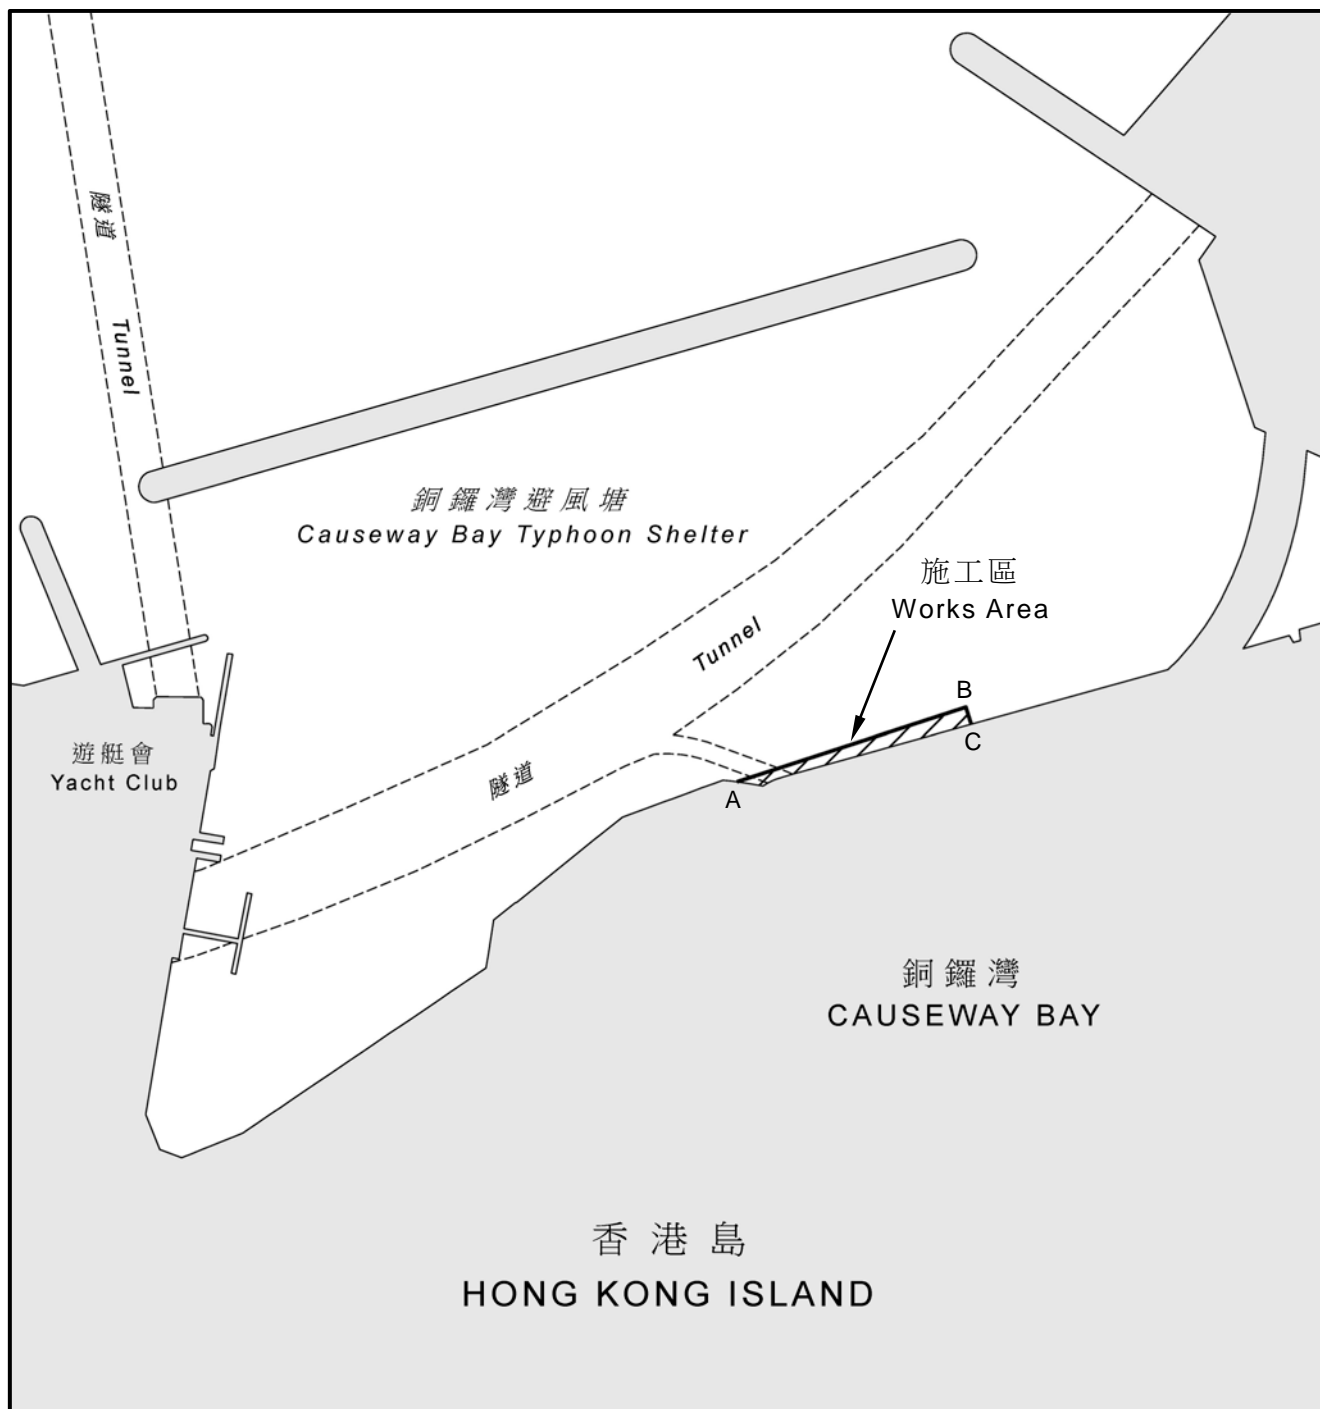 隧道
Tunnel
銅鑼灣避風塘
Causeway Bay Typhoon Shelter
施工區
Works Area
Tunnel
B
C
A
遊艇會
Yacht Club
隧道
銅鑼灣
CAUSEWAY BAY
香港島
HONG KONG ISLAND